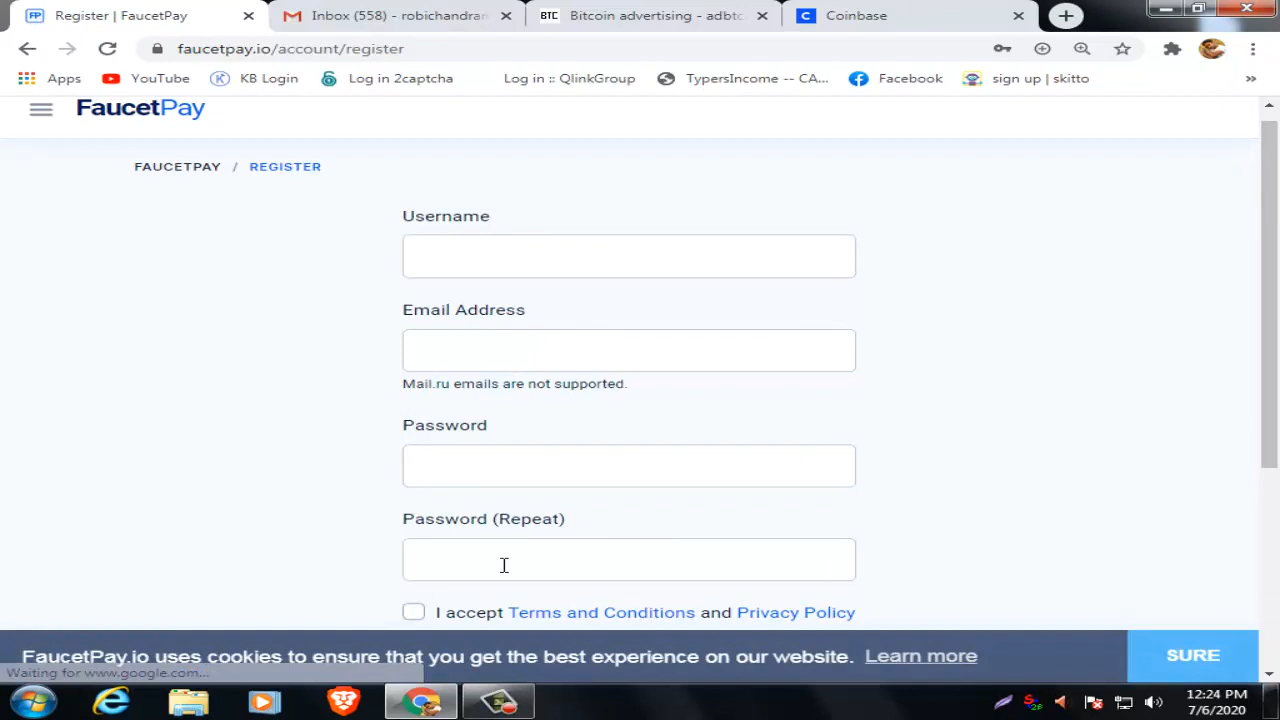 Register | FaucetPay
Inbox (558) - robichandra
Bitcoin advertising - adbtc
Coinbase
faucetpay.io/account/register
Apps
YouTube
KB Login
Log in 2captcha
Log in :: QlinkGroup
TypersIncome -- CA...
Facebook
sign up | skitto
»
FaucetPay
FAUCETPAY / REGISTER
Username
Email Address
Mail.ru emails are not supported.
Password
Password (Repeat)
I accept Terms and Conditions and Privacy Policy
FaucetPay.io uses cookies to ensure that you get the best experience on our website. Learn more
SURE
Waiting for www.google.com...
12:24 PM
7/6/2020